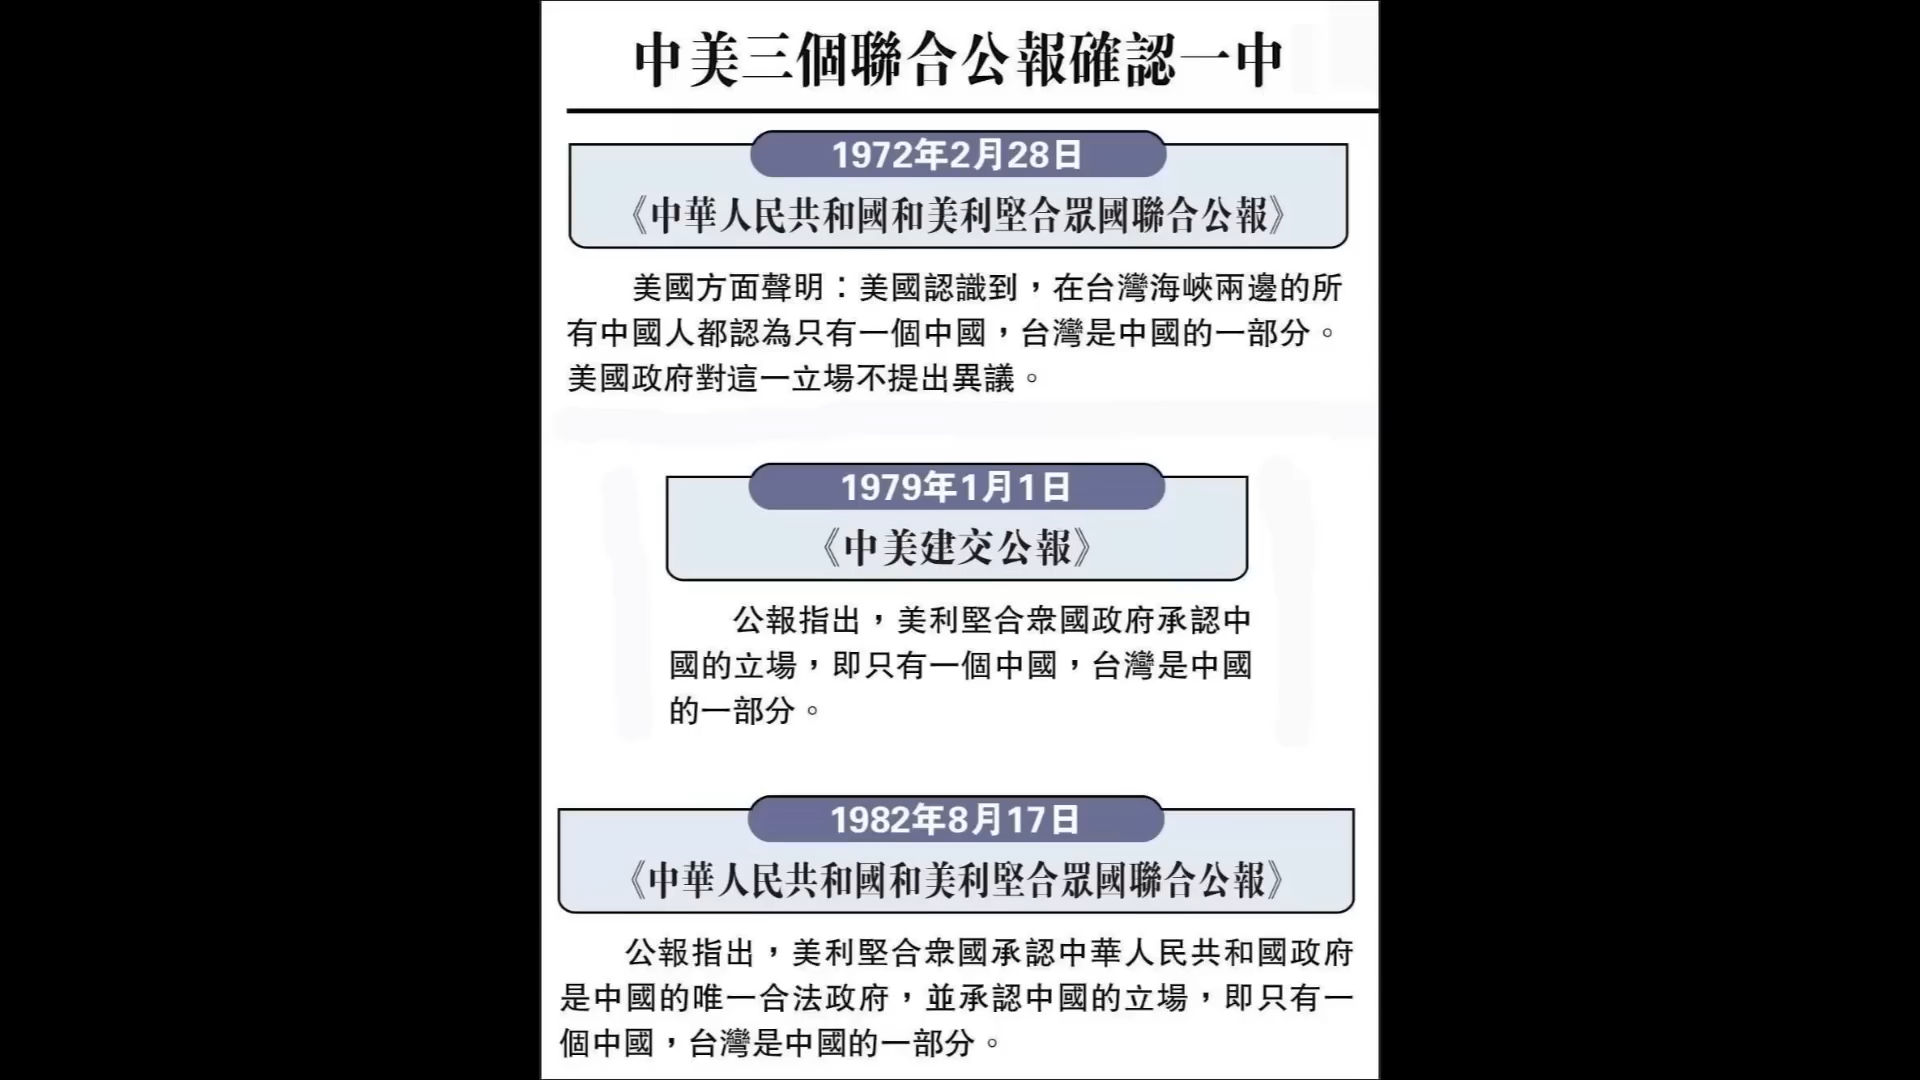 中美三個聯合公報確認一中
1972年2月28日
《中華人民共和國和美利堅合眾國聯合公報》
美國方面聲明：美國認識到，在台灣海峽兩邊的所
有中國人都認為只有一個中國，台灣是中國的一部分。
美國政府對這一立場不提出異議。
1979年1月1日
《中美建交公報》
公報指出，美利堅合衆國政府承認中
國的立場，即只有一個中國，台灣是中國
的一部分。
1982年8月17日
《中華人民共和國和美利堅合眾國聯合公報》
公報指出，美利堅合衆國承認中華人民共和國政府
是中國的唯一合法政府，並承認中國的立場，即只有一
個中國，台灣是中國的一部分。